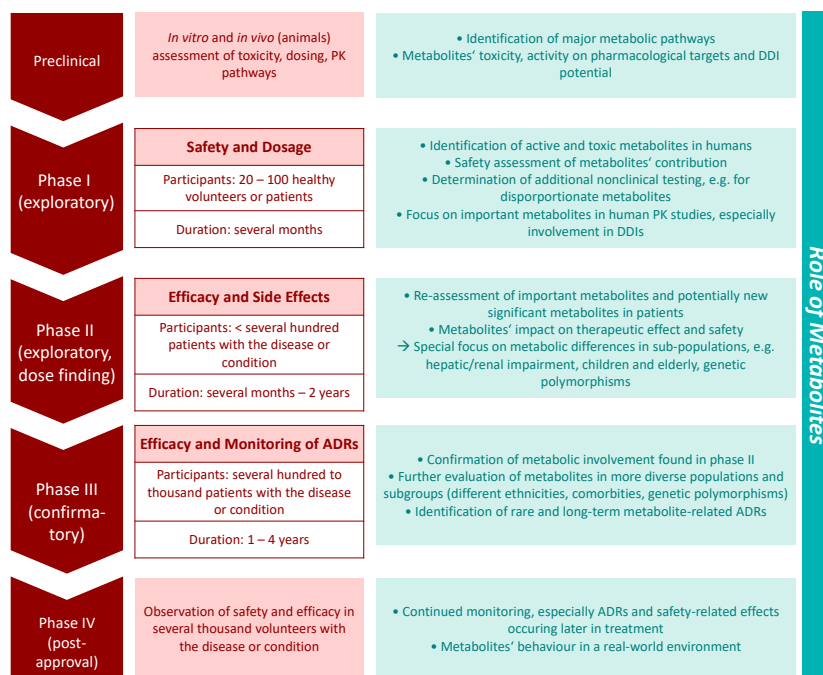 Preclinical
In vitro and in vivo (animals)
assessment of toxicity, dosing, PK
pathways
• Identification of major metabolic pathways
• Metabolites‘ toxicity, activity on pharmacological targets and DDI
potential
Phase I
(exploratory)
Safety and Dosage
Participants: 20 – 100 healthy
volunteers or patients
Duration: several months
• Identification of active and toxic metabolites in humans
• Safety assessment of metabolites‘ contribution
• Determination of additional nonclinical testing, e.g. for
disportionate metabolites
• Focus on important metabolites in human PK studies, especially
involvement in DDIs
Phase II
(exploratory,
dose finding)
Efficacy and Side Effects
Participants: < several hundred
patients with the disease or
condition
Duration: several months – 2 years
• Re-assessment of important metabolites and potentially new
significant metabolites in patients
• Metabolites‘ impact on therapeutic effect and safety
→ Special focus on metabolic differences in sub-populations, e.g.
hepatic/renal impairment, children and elderly, genetic
polymorphisms
Phase III
(confirma-
tory)
Efficacy and Monitoring of ADRs
Participants: several hundred to
thousand patients with the disease
or condition
Duration: 1 – 4 years
• Confirmation of metabolic involvement found in phase II
• Further evaluation of metabolites in more diverse populations and
subgroups (different ethnicities, comorbities, genetic polymorphisms)
• Identification of rare and long-term metabolite-related ADRs
Phase IV
(post-
approval)
Observation of safety and efficacy in
several thousand volunteers with
the disease or condition
• Continued monitoring, especially ADRs and safety-related effects
occuring later in treatment
• Metabolites‘ behaviour in a real-world environment
Role of Metabolites